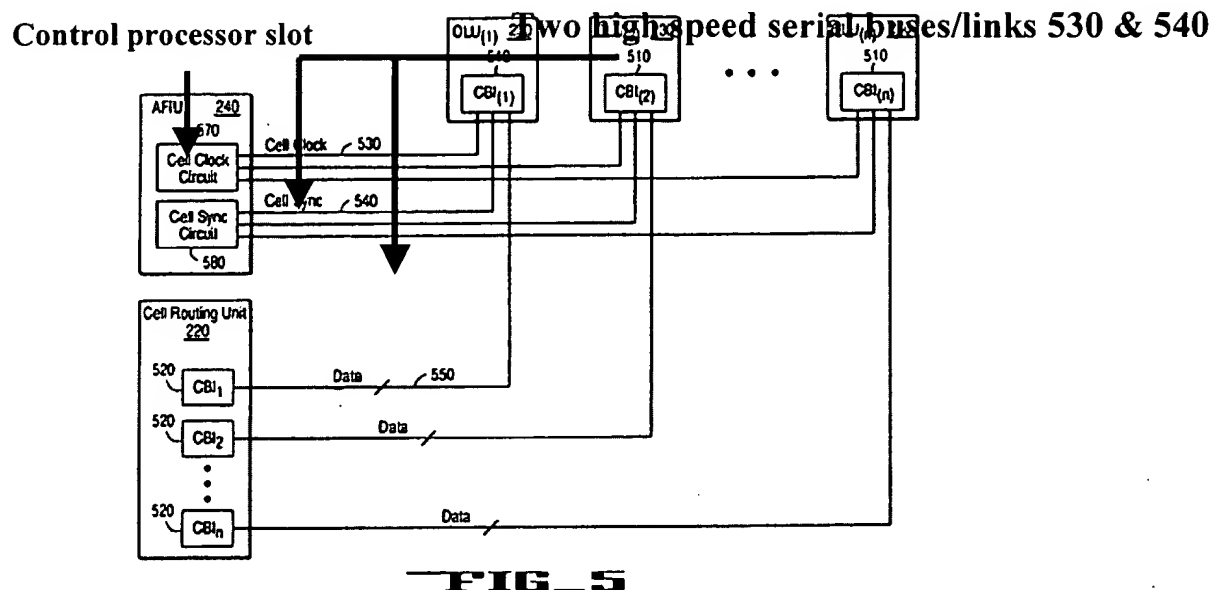 Control processor slot
Two high speed serial buses/links 530 & 540
OLU(1)
510
CBI(1)
510
CBI(2)
• • •
510
CBI(n)
AFIU 240
570
Cell Clock
Circuit
Cell Clock 530
Cell Sync 540
Cell Sync
Circuit
580
Cell Routing Unit
220
520 CBI1
Data 550
520 CBI2
Data
520 CBIn
Data
FIG_5